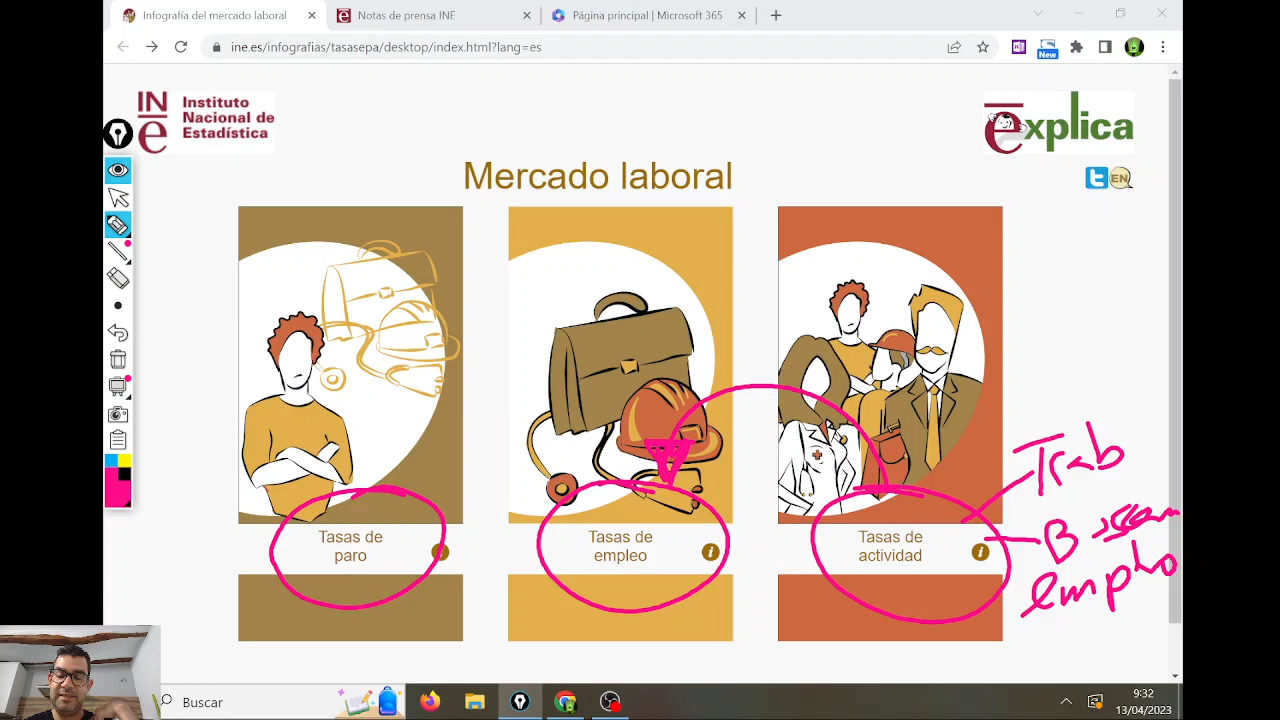 Infografía del mercado laboral
Notas de prensa INE
Página principal | Microsoft 365
ine.es/infografias/tasasepa/desktop/index.html?lang=es
New
INe
Instituto
Nacional de
Estadística
explica
Mercado laboral
EN
Trab
B
empleo
Tasas de
paro
Tasas de
empleo
Tasas de
actividad
Buscar
9:32
13/04/2023